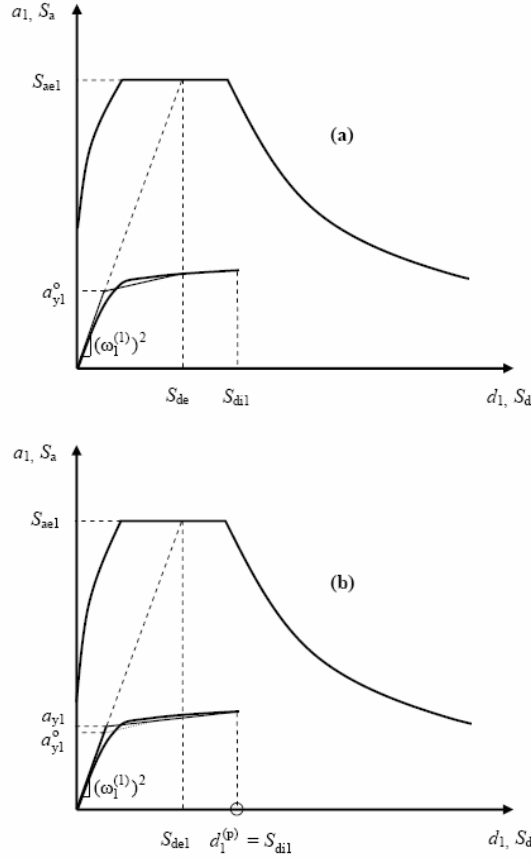 a₁, Sₐ
Sₐₑ₁
(a)
a°y1
(ω₁⁽¹⁾)²
Sde
Sdi1
d₁, Sd
a₁, Sₐ
Sₐₑ₁
(b)
ay1
a°y1
(ω₁⁽¹⁾)²
Sde1 d₁⁽ᵖ⁾ = Sdi1
d₁, Sd